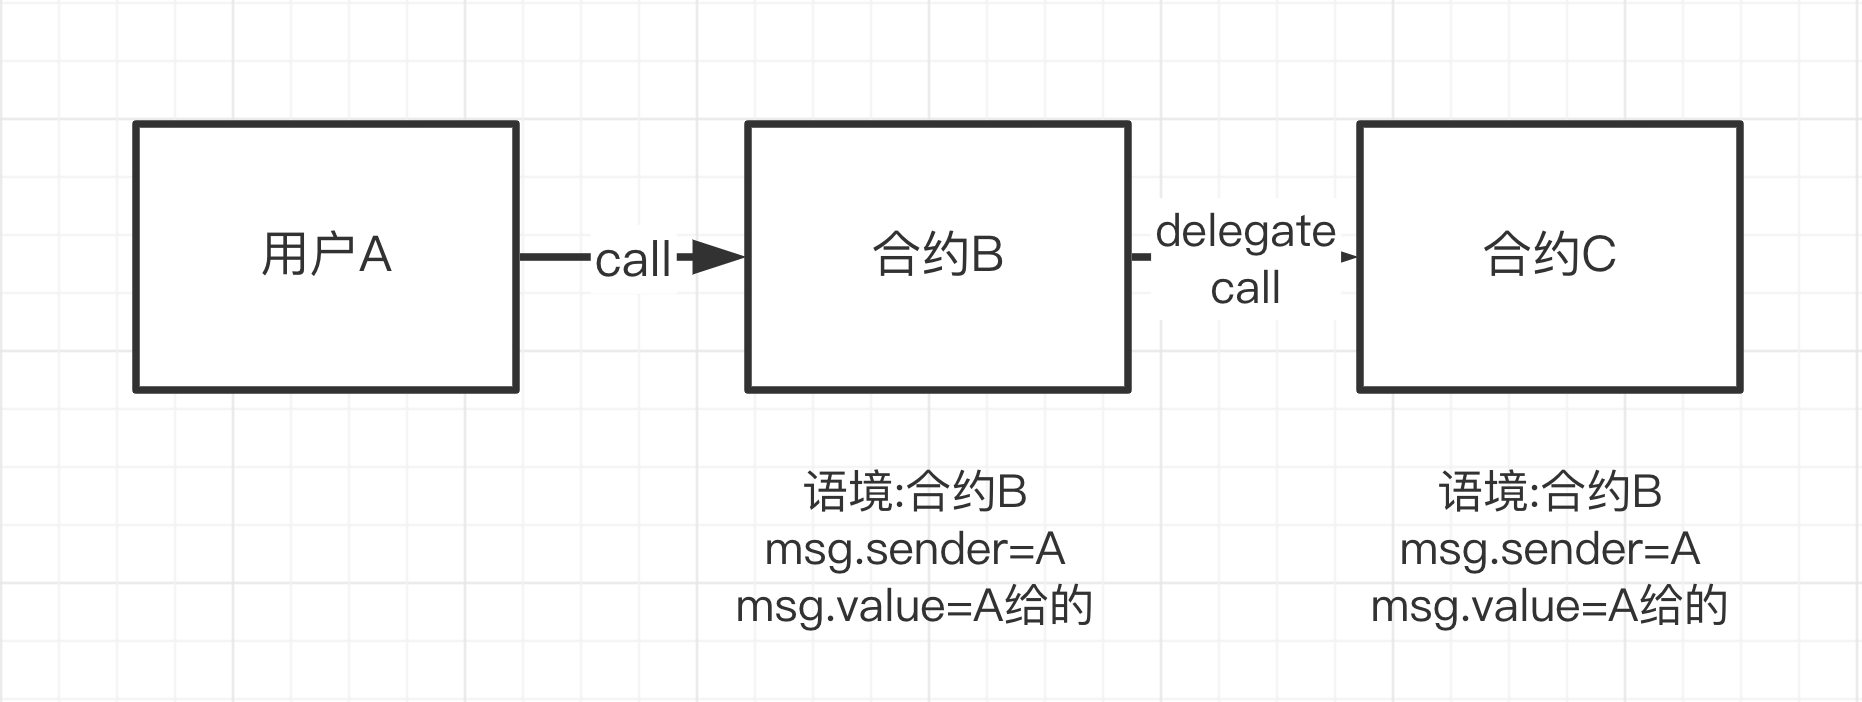 用户A
call
合约B
delegate
call
合约C
语境:合约B
msg.sender=A
msg.value=A给的
语境:合约B
msg.sender=A
msg.value=A给的